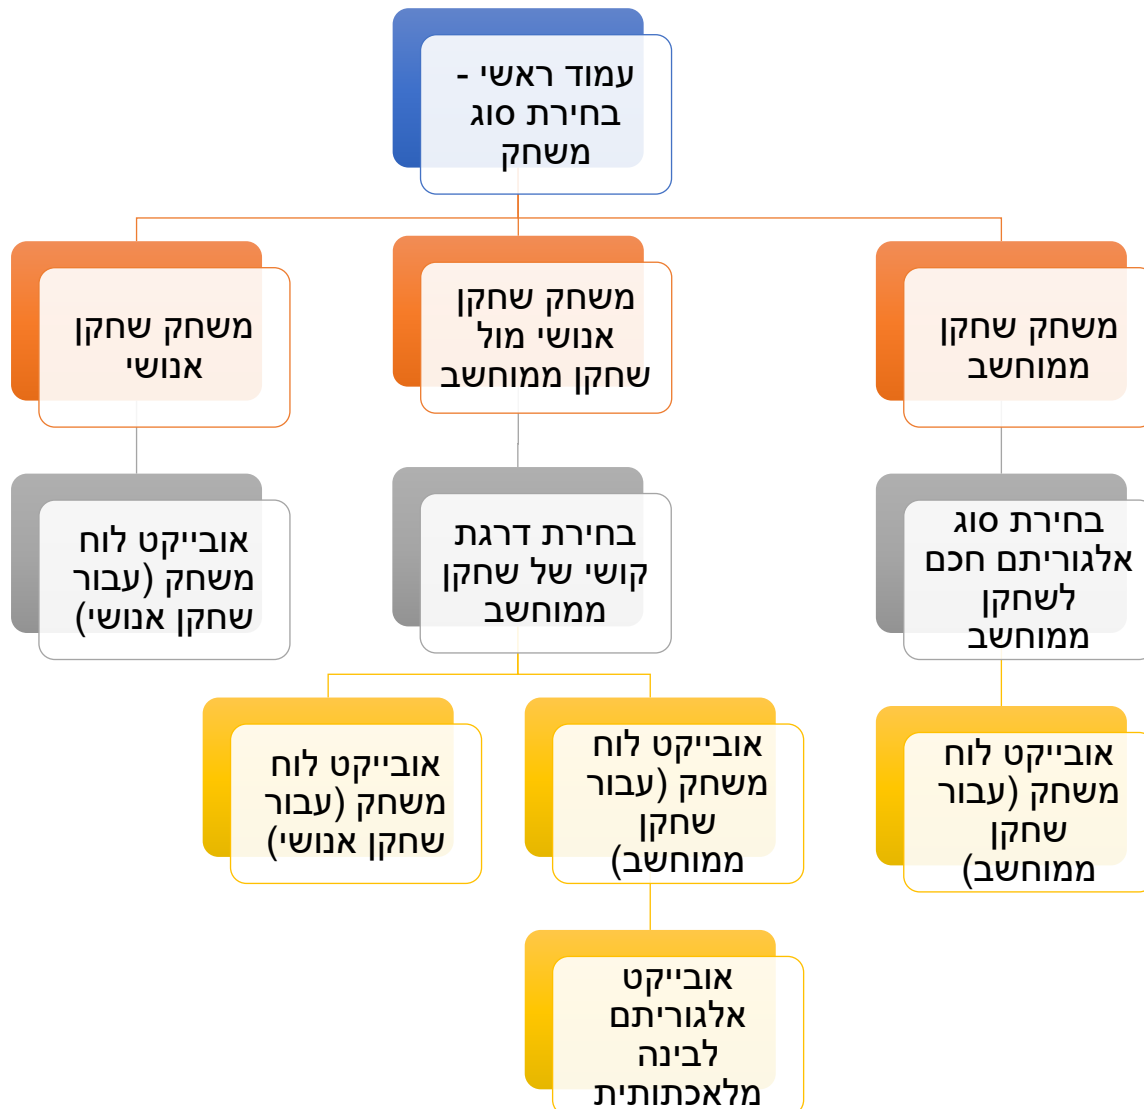 עמוד ראשי -
בחירת סוג
משחק
משחק שחקן
ממוחשב
משחק שחקן
אנושי מול
שחקן ממוחשב
משחק שחקן
אנושי
בחירת סוג
אלגוריתם חכם
לשחקן
ממוחשב
בחירת דרגת
קושי של שחקן
ממוחשב
אובייקט לוח
משחק (עבור
שחקן אנושי)
אובייקט לוח
משחק (עבור
שחקן
ממוחשב)
אובייקט לוח
משחק (עבור
שחקן
ממוחשב)
אובייקט לוח
משחק (עבור
שחקן אנושי)
אובייקט
אלגוריתם
לבינה
מלאכתותית